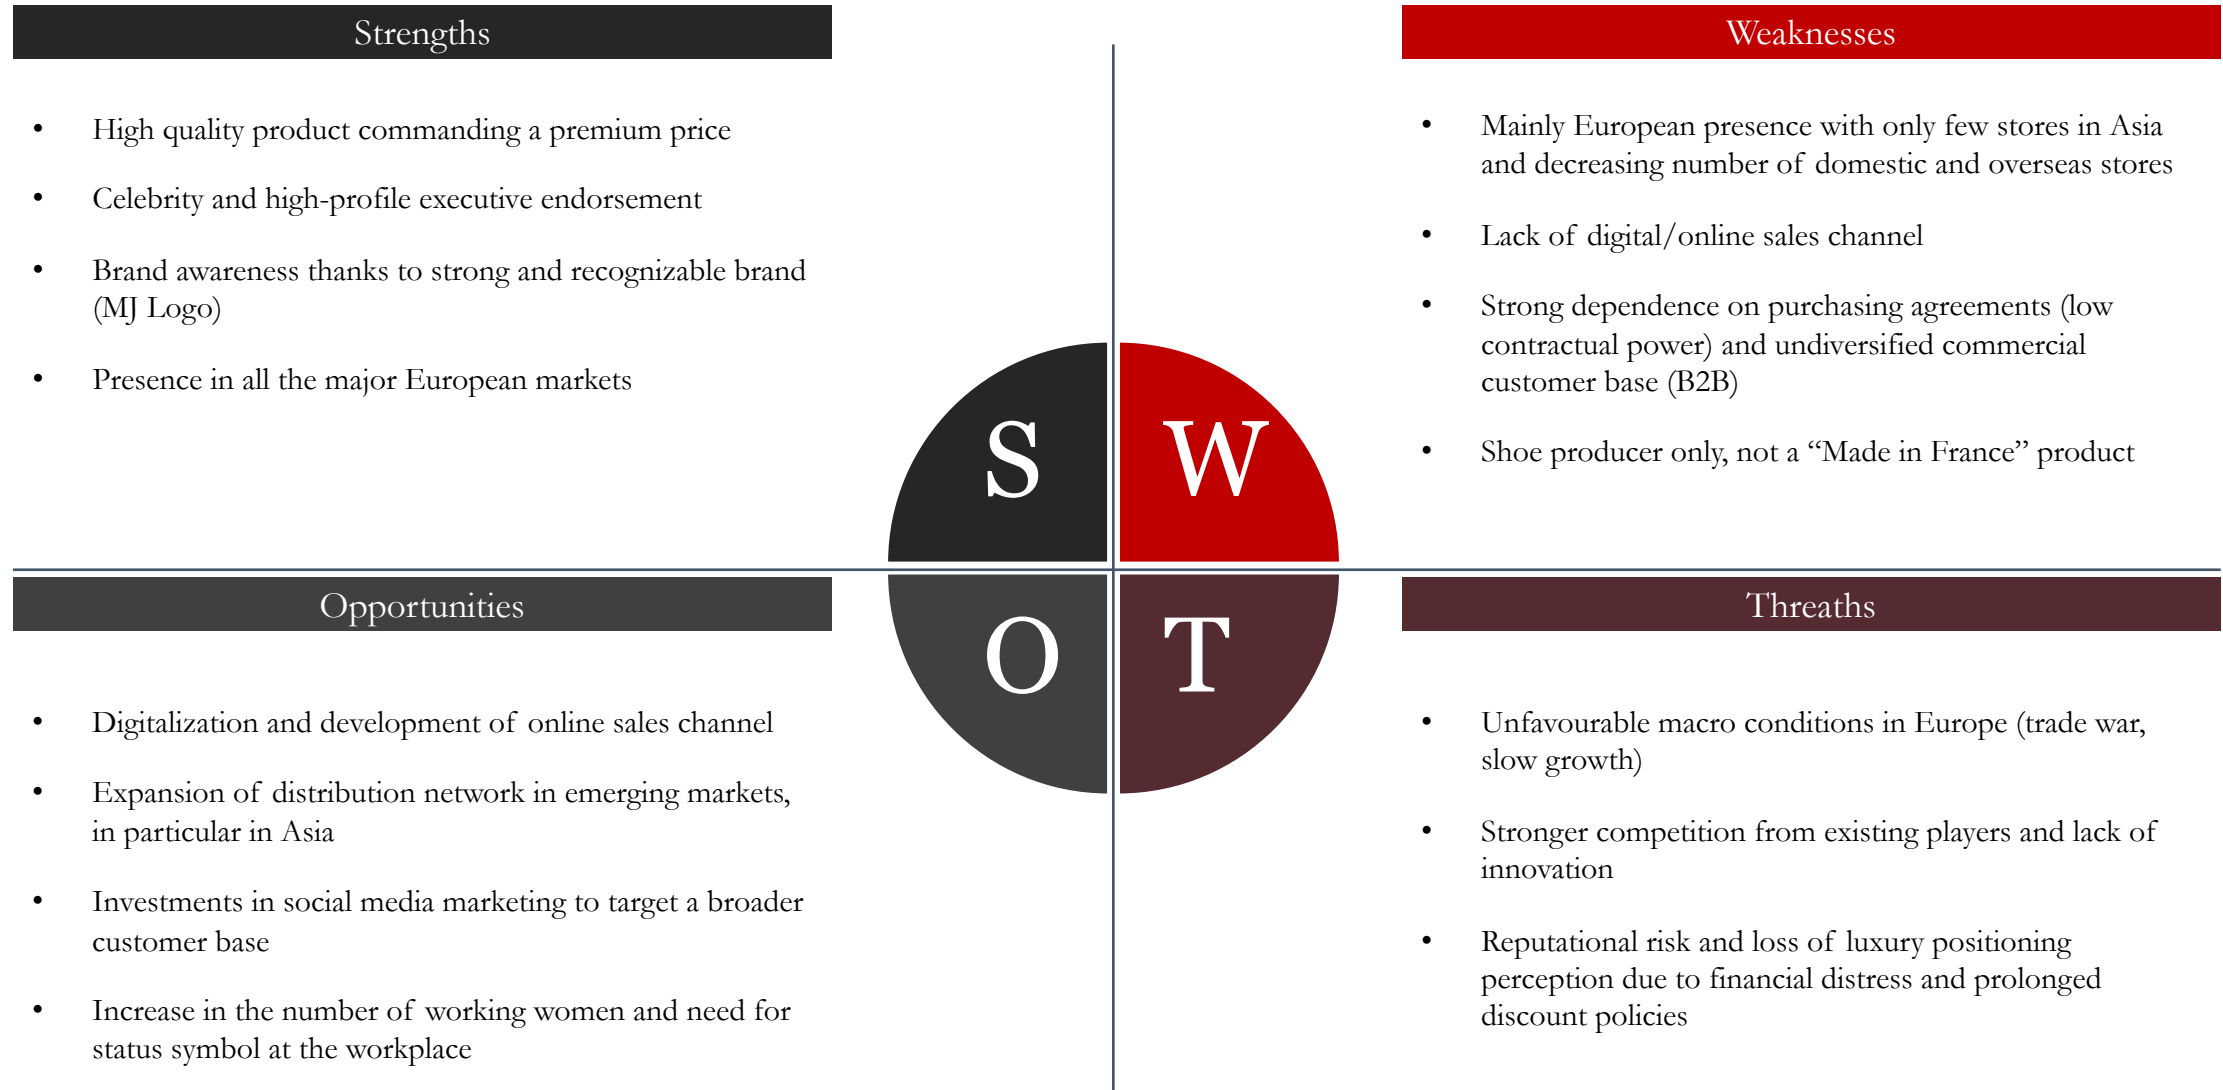 Strengths
• High quality product commanding a premium price
• Celebrity and high-profile executive endorsement
• Brand awareness thanks to strong and recognizable brand
(MJ Logo)
• Presence in all the major European markets
Weaknesses
• Mainly European presence with only few stores in Asia
and decreasing number of domestic and overseas stores
• Lack of digital/online sales channel
• Strong dependence on purchasing agreements (low
contractual power) and undiversified commercial
customer base (B2B)
• Shoe producer only, not a “Made in France” product
S
W
O
T
Opportunities
• Digitalization and development of online sales channel
• Expansion of distribution network in emerging markets,
in particular in Asia
• Investments in social media marketing to target a broader
customer base
• Increase in the number of working women and need for
status symbol at the workplace
Threaths
• Unfavourable macro conditions in Europe (trade war,
slow growth)
• Stronger competition from existing players and lack of
innovation
• Reputational risk and loss of luxury positioning
perception due to financial distress and prolonged
discount policies